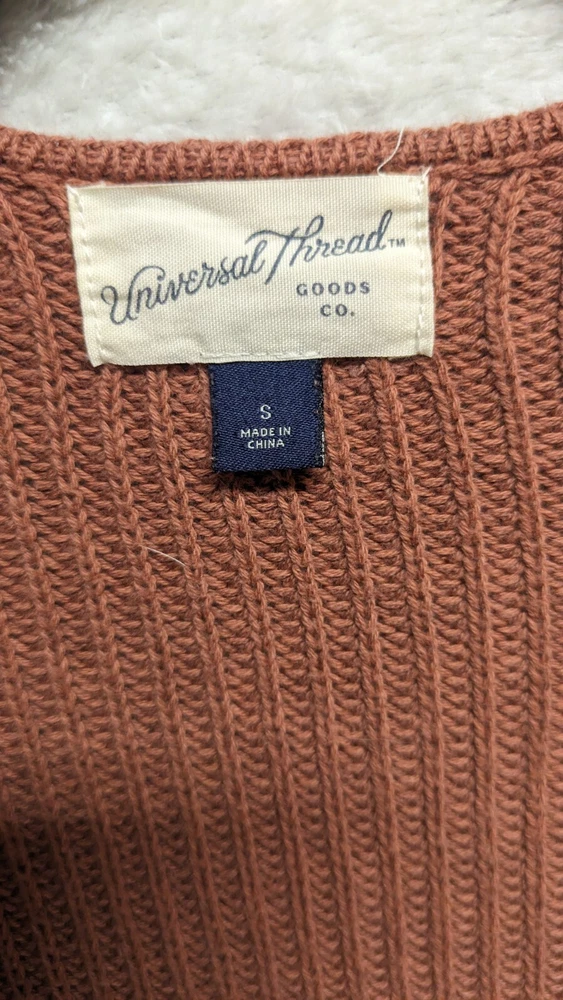 Universal Thread™
GOODS
CO.
S
MADE IN
CHINA